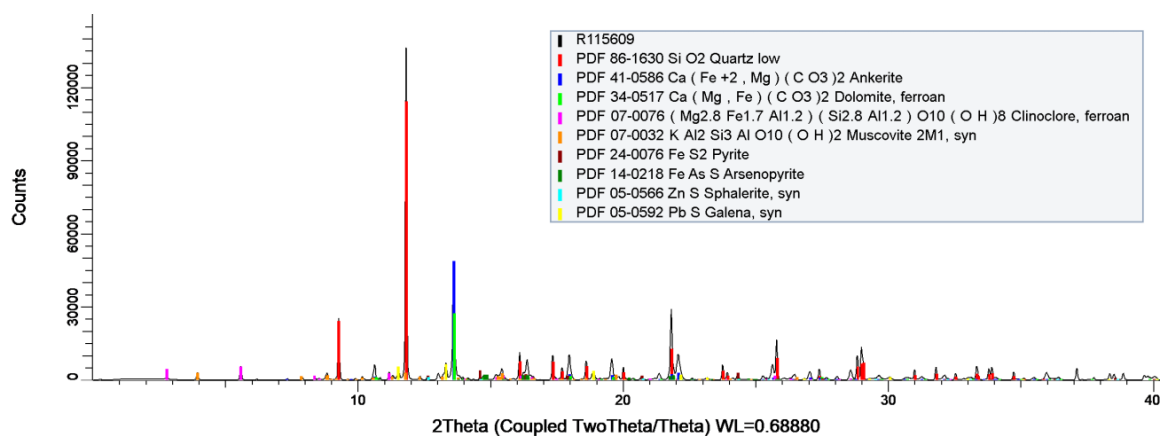 Counts
120000
90000
60000
30000
0
R115609
PDF 86-1630 Si O2 Quartz low
PDF 41-0586 Ca ( Fe +2 , Mg ) ( C O3 )2 Ankerite
PDF 34-0517 Ca ( Mg , Fe ) ( C O3 )2 Dolomite, ferroan
PDF 07-0076 ( Mg2.8 Fe1.7 Al1.2 ) ( Si2.8 Al1.2 ) O10 ( O H )8 Clinoclore, ferroan
PDF 07-0032 K Al2 Si3 Al O10 ( O H )2 Muscovite 2M1, syn
PDF 24-0076 Fe S2 Pyrite
PDF 14-0218 Fe As S Arsenopyrite
PDF 05-0566 Zn S Sphalerite, syn
PDF 05-0592 Pb S Galena, syn
10 20 30 40
2Theta (Coupled TwoTheta/Theta) WL=0.68880